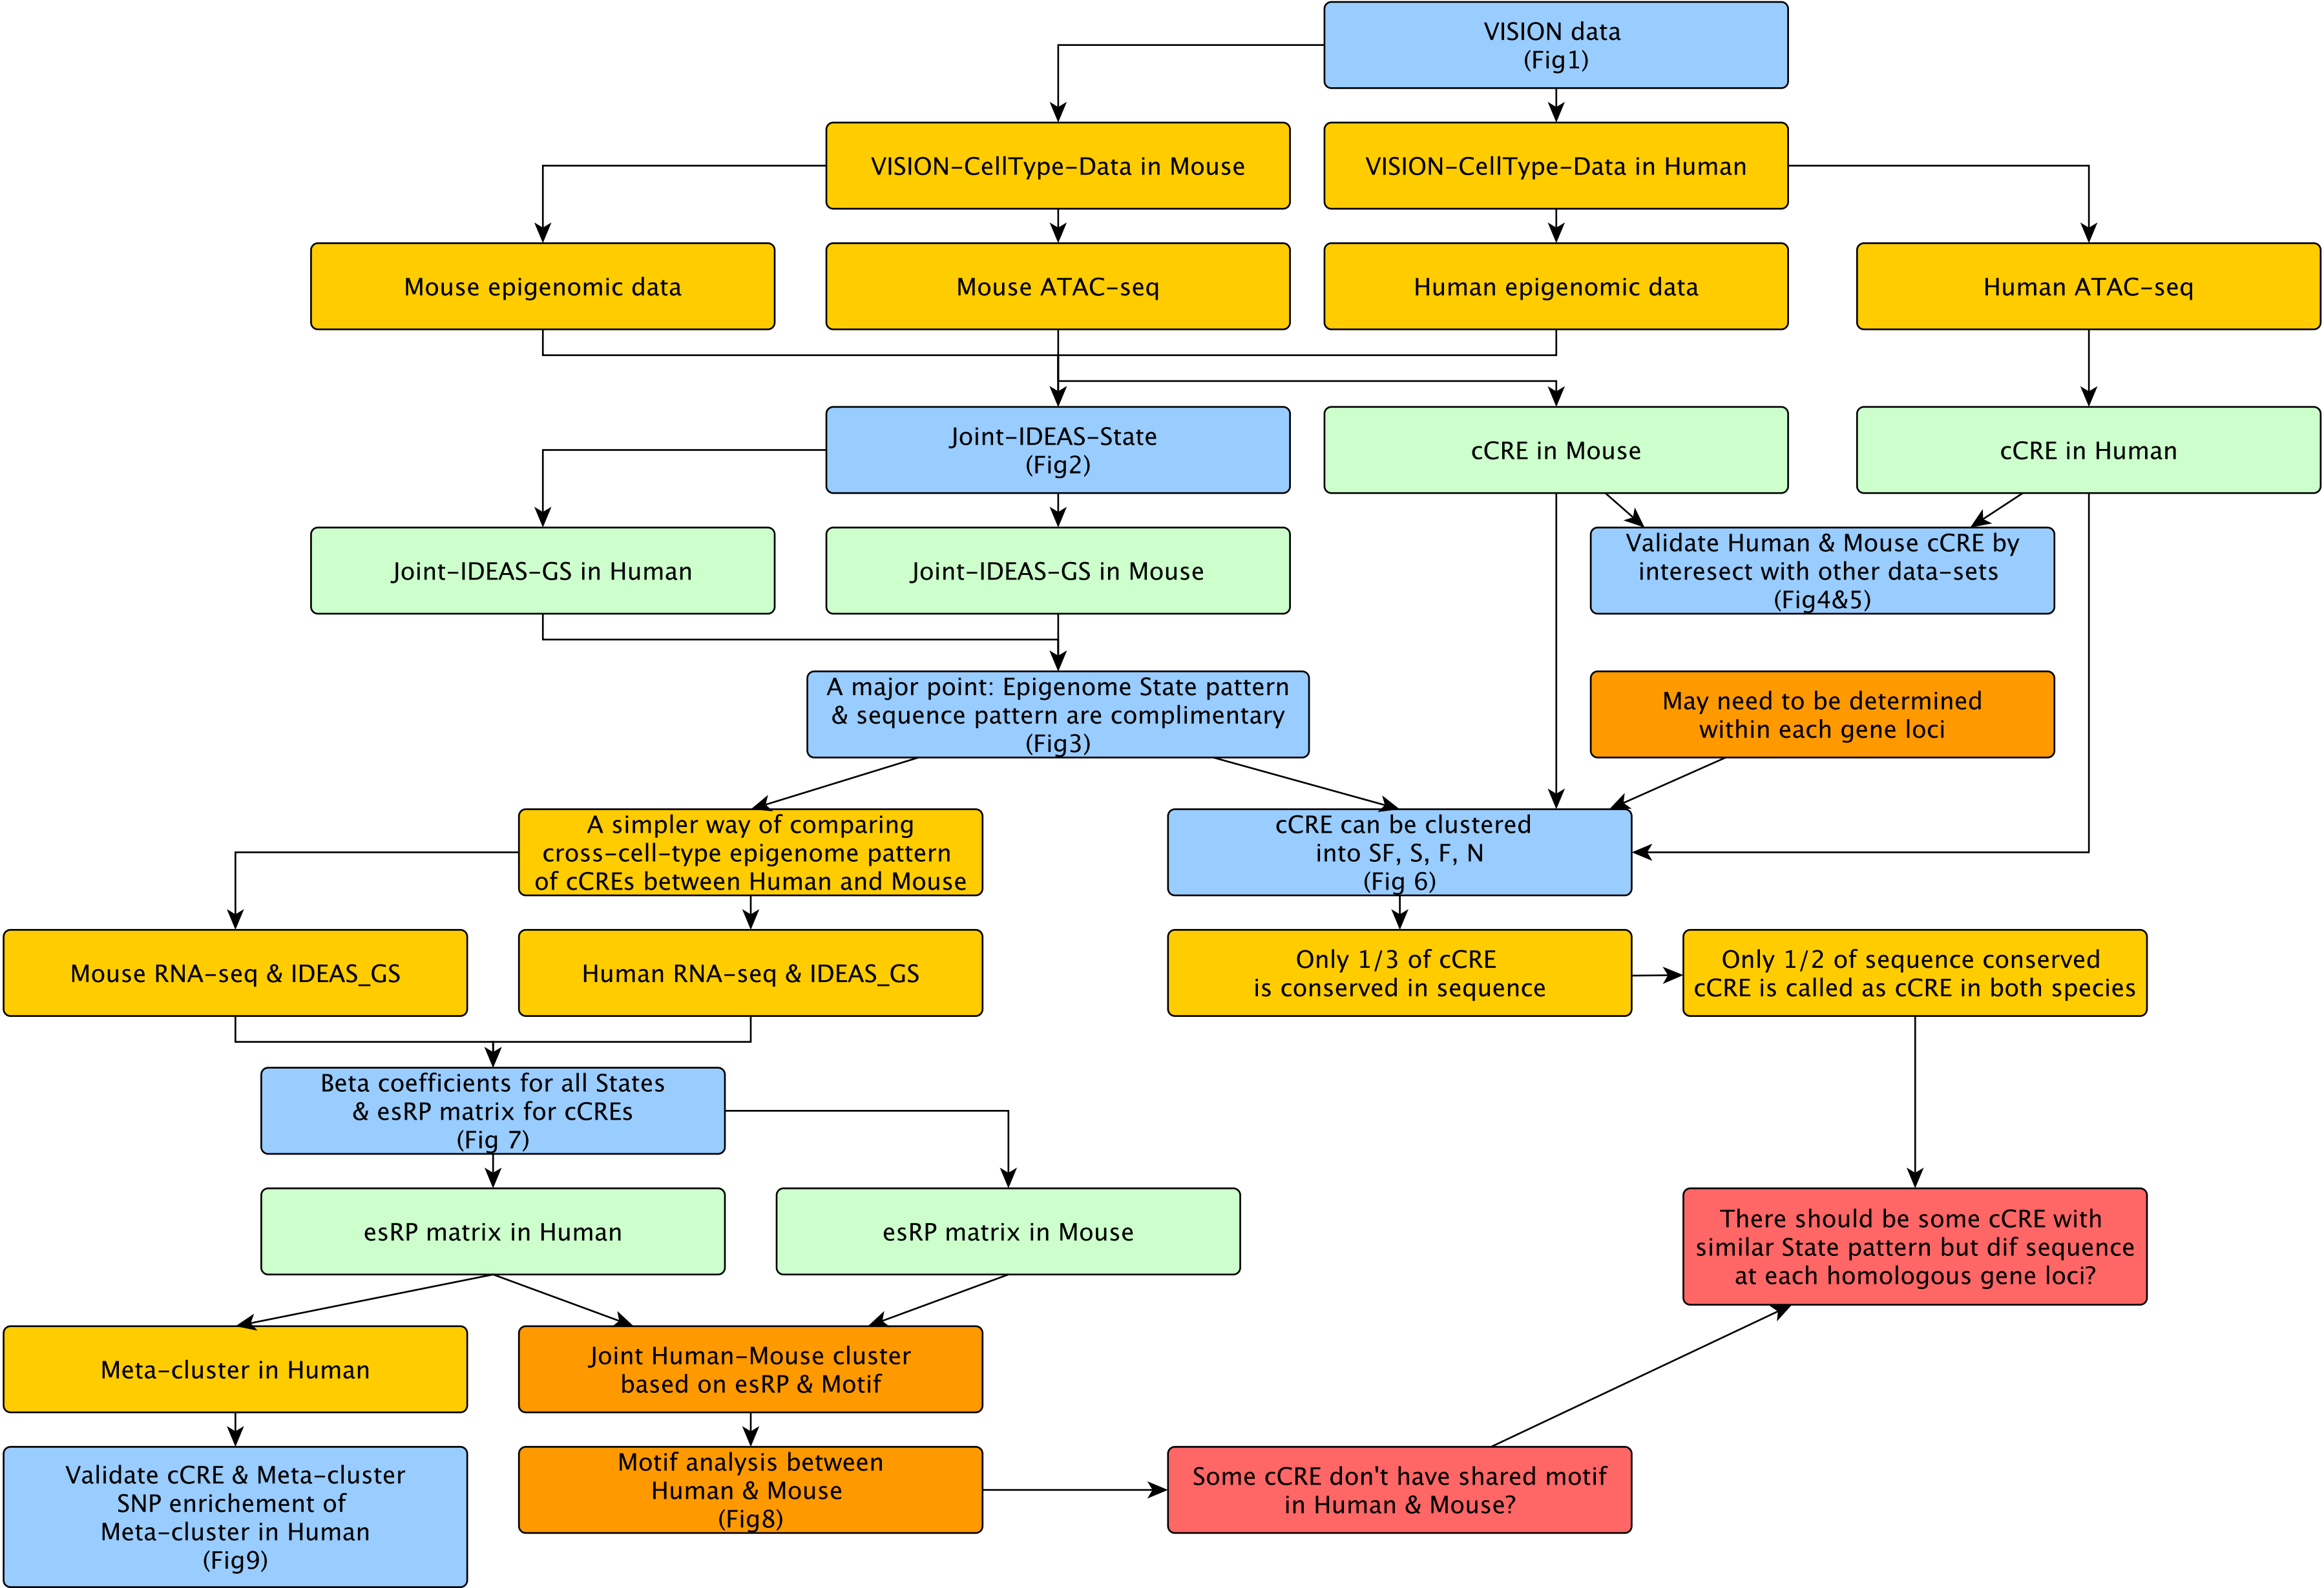 VISION data
(Fig1)
VISION-CellType-Data in Mouse
VISION-CellType-Data in Human
Mouse epigenomic data
Mouse ATAC-seq
Human epigenomic data
Human ATAC-seq
Joint-IDEAS-State
(Fig2)
cCRE in Mouse
cCRE in Human
Joint-IDEAS-GS in Human
Joint-IDEAS-GS in Mouse
Validate Human & Mouse cCRE by
interesect with other data-sets
(Fig4&5)
A major point: Epigenome State pattern
& sequence pattern are complimentary
(Fig3)
May need to be determined
within each gene loci
A simpler way of comparing
cross-cell-type epigenome pattern
of cCREs between Human and Mouse
cCRE can be clustered
into SF, S, F, N
(Fig 6)
Mouse RNA-seq & IDEAS_GS
Human RNA-seq & IDEAS_GS
Only 1/3 of cCRE
is conserved in sequence
Only 1/2 of sequence conserved
cCRE is called as cCRE in both species
Beta coefficients for all States
& esRP matrix for cCREs
(Fig 7)
esRP matrix in Human
esRP matrix in Mouse
There should be some cCRE with
similar State pattern but dif sequence
at each homologous gene loci?
Meta-cluster in Human
Joint Human-Mouse cluster
based on esRP & Motif
Validate cCRE & Meta-cluster
SNP enrichement of
Meta-cluster in Human
(Fig9)
Motif analysis between
Human & Mouse
(Fig8)
Some cCRE don't have shared motif
in Human & Mouse?